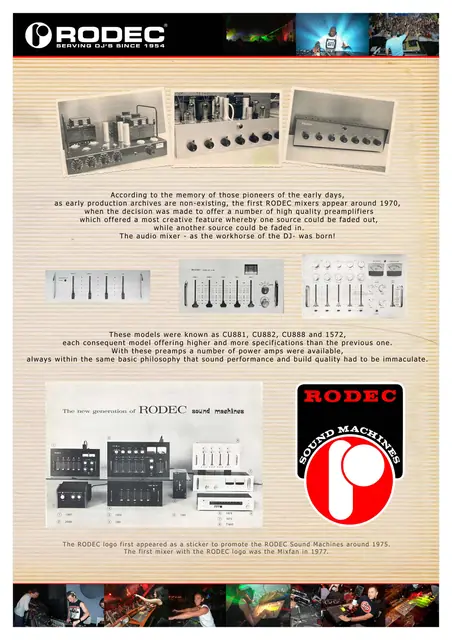 RODEC®
SERVING DJ'S SINCE 1954
According to the memory of those pioneers of the early days,
as early production archives are non-existing, the first RODEC mixers appear around 1970,
when the decision was made to offer a number of high quality preamplifiers
which offered a most creative feature whereby one source could be faded out,
while another source could be faded in.
The audio mixer - as the workhorse of the DJ- was born!
These models were known as CU881, CU882, CU888 and 1572,
each consequent model offering higher and more specifications than the previous one.
With these preamps a number of power amps were available,
always within the same basic philosophy that sound performance and build quality had to be immaculate.
The new generation of RODEC sound machines
RODEC
SOUND MACHINES
The RODEC logo first appeared as a sticker to promote the RODEC Sound Machines around 1975.
The first mixer with the RODEC logo was the Mixfan in 1977.